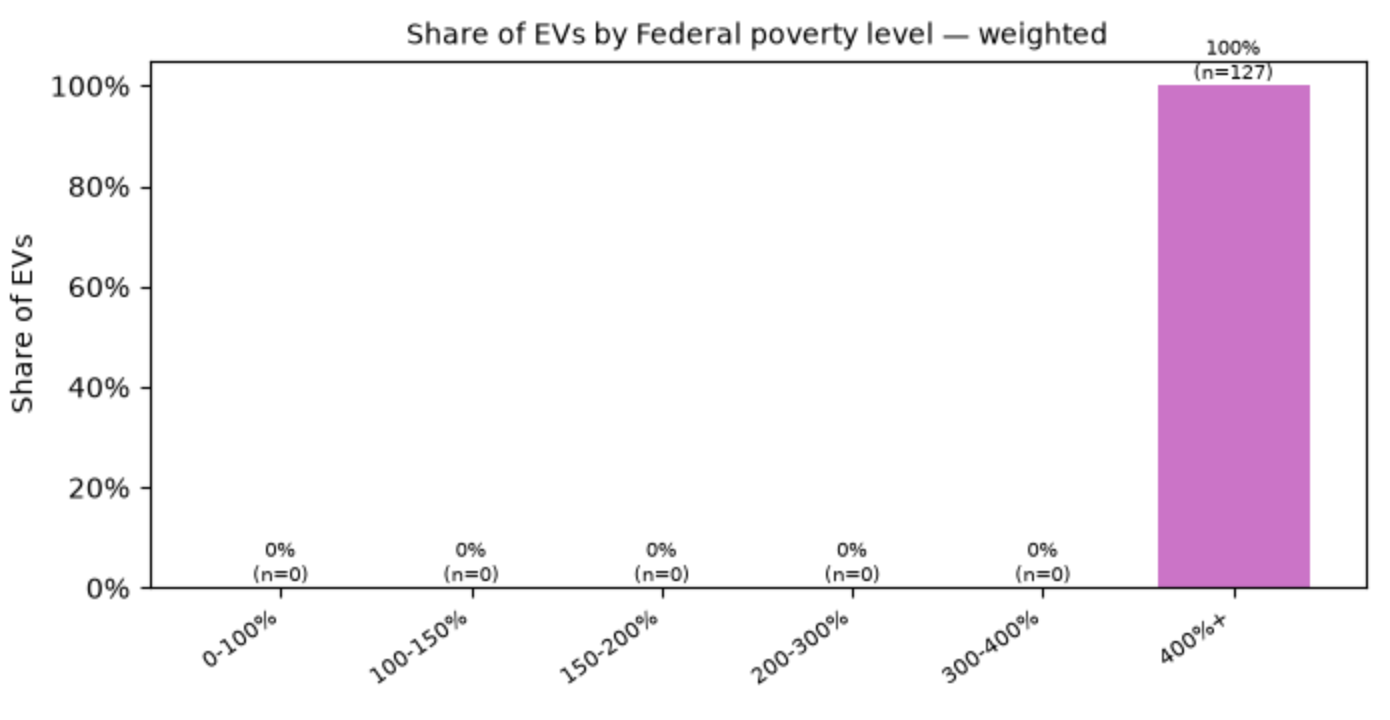 Share of EVs by Federal poverty level — weighted
100%
(n=127)
100%
80%
60%
40%
20%
0%
Share of EVs
0%
(n=0)
0%
(n=0)
0%
(n=0)
0%
(n=0)
0%
(n=0)
0-100%
100-150%
150-200%
200-300%
300-400%
400%+